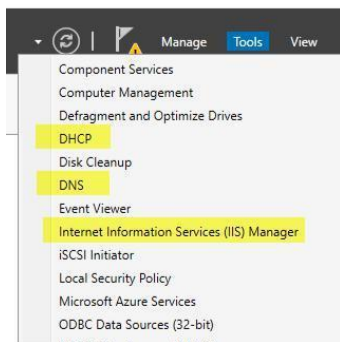 Manage Tools View
Component Services
Computer Management
Defragment and Optimize Drives
DHCP
Disk Cleanup
DNS
Event Viewer
Internet Information Services (IIS) Manager
iSCSI Initiator
Local Security Policy
Microsoft Azure Services
ODBC Data Sources (32-bit)